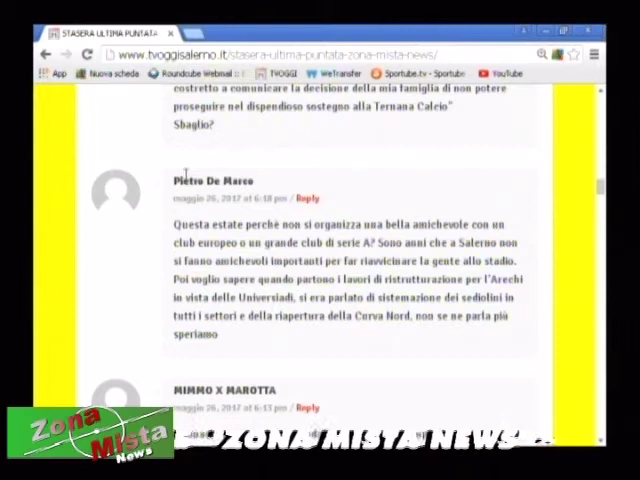 STASERA ULTIMA PUNTATA
www.tvoggisalerno.it/stasera-ultima-puntata-zona-mista-news/
App Nuova scheda Roundcube Webmail :: TVOGGI WeTransfer Sportube.tv - Sportube YouTube
costretto a comunicare la decisione della mia famiglia di non potere
proseguire nel dispendioso sostegno alla Ternana Calcio"
Sbaglio?
Pietro De Marco
maggio 26, 2017 at 6:18 pm / Reply
Questa estate perchè non si organizza una bella amichevole con un
club europeo o un grande club di serie A? Sono anni che a Salerno non
si fanno amichevoli importanti per far riavvicinare la gente allo stadio.
Poi voglio sapere quando partono i lavori di ristrutturazione per l'Arechi
in vista delle Universiadi, si era parlato di sistemazione dei sediolini in
tutti i settori e della riapertura della Curva Nord, non se ne parla più
speriamo
MIMMO X MAROTTA
maggio 26, 2017 at 6:13 pm / Reply
Zona
Mista
News
ZONA MISTA NEWS